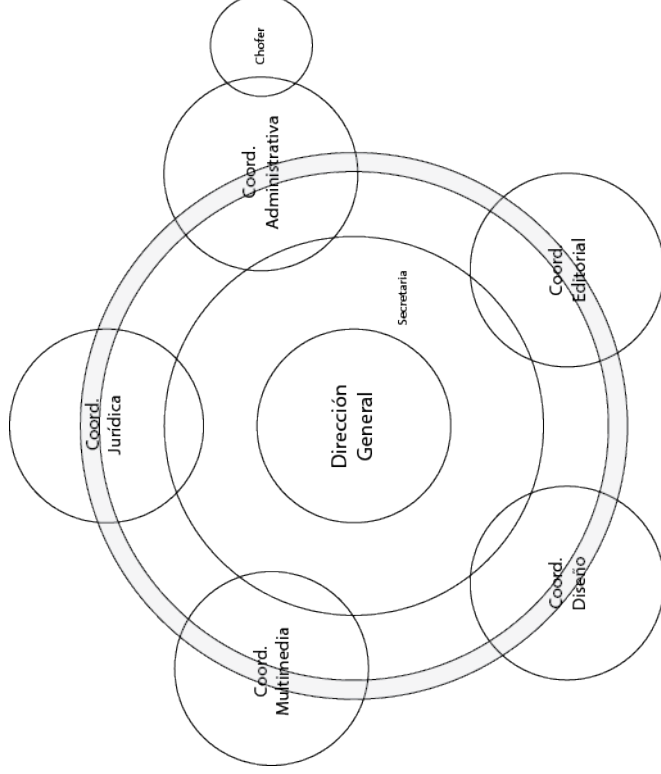 Coord.
Jurídica
Coord.
Multimedia
Coord.
Administrativa
Chofer
Dirección
General
Secretaria
Coord.
Diseño
Coord.
Editorial